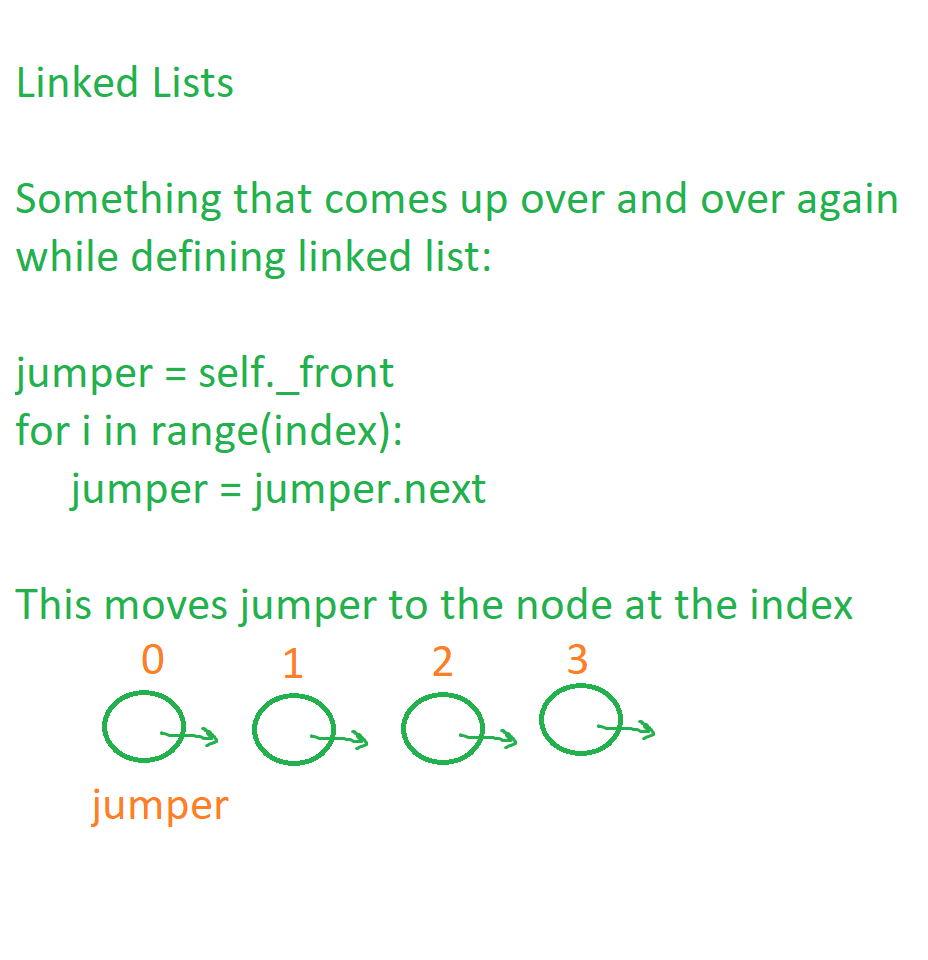 Linked Lists
Something that comes up over and over again
while defining linked list:
jumper = self._front
for i in range(index):
jumper = jumper.next
This moves jumper to the node at the index
0 1 2 3
jumper